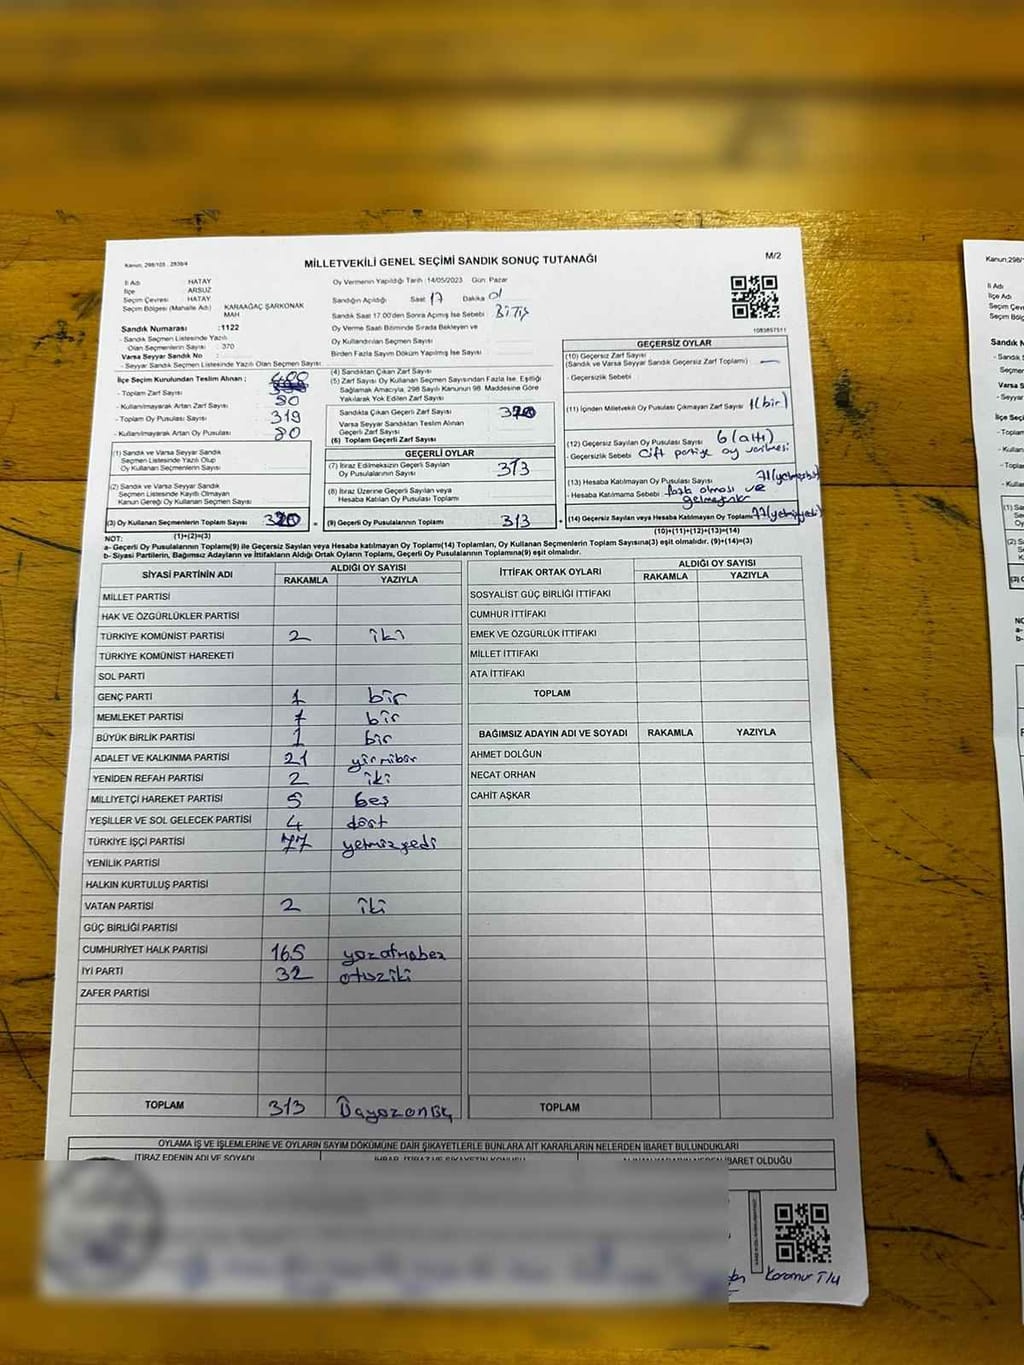 Kanun: 298/105 , 2839/4
MİLLETVEKİLİ GENEL SEÇİMİ SANDIK SONUÇ TUTANAĞI
M/2
İl Adı HATAY
İlçe ARSUZ
Seçim Çevresi HATAY
Seçim Bölgesi (Mahalle Adı) KARAAĞAÇ ŞARKONAK MAH
Sandık Numarası :1122
- Sandık Seçmen Listesinde Yazılı
Olan Seçmenlerin Sayısı : 370
Varsa Seyyar Sandık No :
- Seyyar Sandık Seçmen Listesinde Yazılı Olan Seçmen Sayısı
Oy Vermenin Yapıldığı Tarih :14/05/2023 Gün: Pazar
Sandığın Açıldığı Saat 17 Dakika 01
Sandık Saat 17.00'den Sonra Açılmış İse Sebebi : BiTiş
Oy Verme Saati Bitiminde Sırada Bekleyen ve
Oy Kullandırılan Seçmen Sayısı
Birden Fazla Sayım Döküm Yapılmış İse Sayısı
1083857511
İlçe Seçim Kurulundan Teslim Alınan ; 400
- Toplam Zarf Sayısı
- Kullanılmayarak Artan Zarf Sayısı : 80
- Toplam Oy Pusulası Sayısı : 319
- Kullanılmayarak Artan Oy Pusulası : 80
(1) Sandık ve Varsa Seyyar Sandık
Seçmen Listesinde Yazılı Olup
Oy Kullanan Seçmenlerin Sayısı
(2) Sandık ve Varsa Seyyar Sandık
Seçmen Listesinde Kayıtlı Olmayan
Kanun Gereği Oy Kullanan Seçmen Sayısı
(3) Oy Kullanan Seçmenlerin Toplam Sayısı
(1)+(2)=(3)
(4) Sandıktan Çıkan Zarf Sayısı
(5) Zarf Sayısı Oy Kullanan Seçmen Sayısından Fazla İse, Eşitliği
Sağlamak Amacıyla, 298 Sayılı Kanunun 98. Maddesine Göre
Yakılarak Yok Edilen Zarf Sayısı
Sandıkta Çıkan Geçerli Zarf Sayısı
Varsa Seyyar Sandıktan Teslim Alınan
Geçerli Zarf Sayısı
(6) Toplam Geçerli Zarf Sayısı
GEÇERLİ OYLAR
(7) İtiraz Edilmeksizin Geçerli Sayılan
Oy Pusulalarının Sayısı 313
(8) İtiraz Üzerine Geçerli Sayılan veya
Hesaba Katılan Oy Pusulası Toplamı
= (9) Geçerli Oy Pusulalarının Toplamı 313
GEÇERSİZ OYLAR
(10) Geçersiz Zarf Sayısı
(Sandık ve Varsa Seyyar Sandık Geçersiz Zarf Toplamı) —
- Geçersizlik Sebebi
(11) İçinden Milletvekili Oy Pusulası Çıkmayan Zarf Sayısı 1(bir)
(12) Geçersiz Sayılan Oy Pusulası Sayısı 6(altı)
- Geçersizlik Sebebi Çift partiye oy verilmesi
(13) Hesaba Katılmayan Oy Pusulası Sayısı
- Hesaba Katılmama Sebebi
+ (14) Geçersiz Sayılan veya Hesaba Katılmayan Oy Toplamı
(10)+(11)+(12)+(13)=(14)
NOT:
a- Geçerli Oy Pusulasının Toplamı(9) ile Geçersiz Sayılan veya Hesaba katılmayan Oy Toplamı(14) Toplamları, Oy Kullanan Seçmenlerin Toplam Sayısına(3) eşit olmalıdır. (9)+(14)=(3)
b- Siyasi Partilerin, Bağımsız Adayların ve İttifakların Aldığı Ortak Oyların Toplamı, Geçerli Oy Pusulalarının Toplamına(9) eşit olmalıdır.
SİYASİ PARTİNİN ADI ALDIĞI OY SAYISI
RAKAMLA YAZIYLA
MİLLET PARTİSİ
HAK VE ÖZGÜRLÜKLER PARTİSİ
TÜRKİYE KOMÜNİST PARTİSİ 2 iki
TÜRKİYE KOMÜNİST HAREKETİ
SOL PARTİ
GENÇ PARTİ 1 bir
MEMLEKET PARTİSİ 1 bir
BÜYÜK BİRLİK PARTİSİ 1 bir
ADALET VE KALKINMA PARTİSİ 21 yirmibir
YENİDEN REFAH PARTİSİ 2 iki
MİLLİYETÇİ HAREKET PARTİSİ 5 beş
YEŞİLLER VE SOL GELECEK PARTİSİ 4 dört
TÜRKİYE İŞÇİ PARTİSİ 77 yetmişyedi
YENİLİK PARTİSİ
HALKIN KURTULUŞ PARTİSİ
VATAN PARTİSİ 2 iki
GÜÇ BİRLİĞİ PARTİSİ
CUMHURİYET HALK PARTİSİ 165 yüzatmışbeş
İYİ PARTİ 32 otuziki
ZAFER PARTİSİ
TOPLAM 313 Üçyüzonüç
İTTİFAK ORTAK OYLARI ALDIĞI OY SAYISI
RAKAMLA YAZIYLA
SOSYALİST GÜÇ BİRLİĞİ İTTİFAKI
CUMHUR İTTİFAKI
EMEK VE ÖZGÜRLÜK İTTİFAKI
MİLLET İTTİFAKI
ATA İTTİFAKI
TOPLAM
BAĞIMSIZ ADAYIN ADI VE SOYADI RAKAMLA YAZIYLA
AHMET DOLĞUN
NECAT ORHAN
CAHİT AŞKAR
TOPLAM
OYLAMA İŞ VE İŞLEMLERİNE VE OYLARIN SAYIM DÖKÜMÜNE DAİR ŞİKAYETLERLE BUNLARA AİT KARARLARIN NELERDEN İBARET BULUNDUKLARI
İTİRAZ EDENİN ADI VE SOYADI